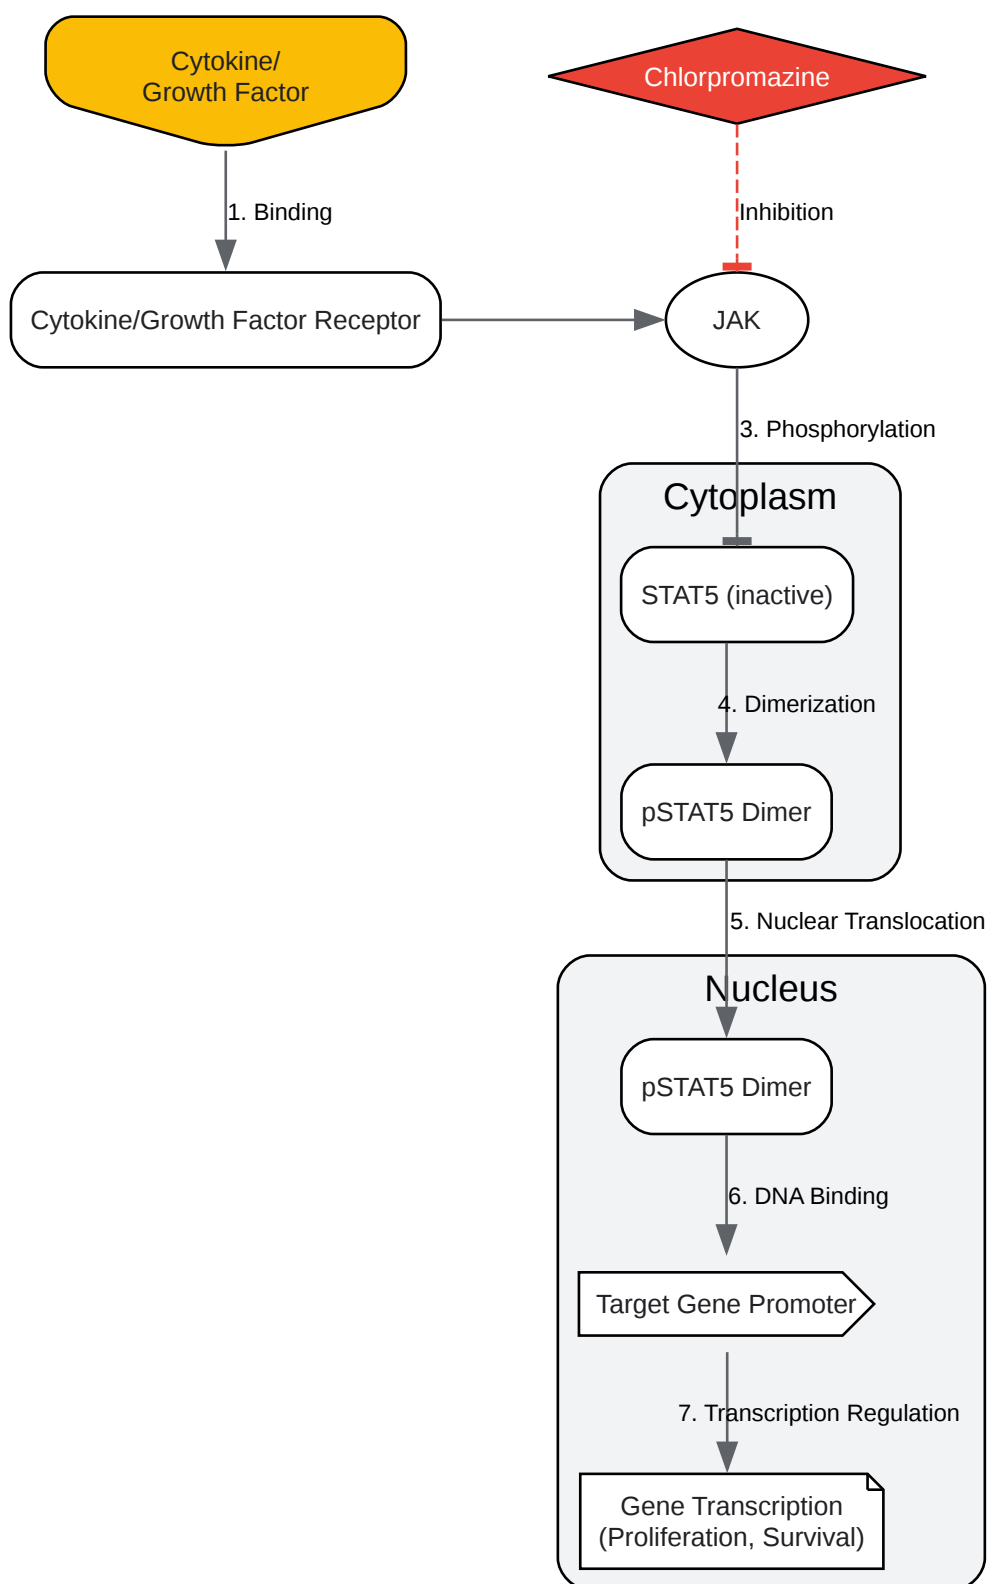 Cytokine/
Growth Factor
Chlorpromazine
1. Binding
Inhibition
Cytokine/Growth Factor Receptor
JAK
3. Phosphorylation
Cytoplasm
STAT5 (inactive)
4. Dimerization
pSTAT5 Dimer
5. Nuclear Translocation
Nucleus
pSTAT5 Dimer
6. DNA Binding
Target Gene Promoter
7. Transcription Regulation
Gene Transcription
(Proliferation, Survival)